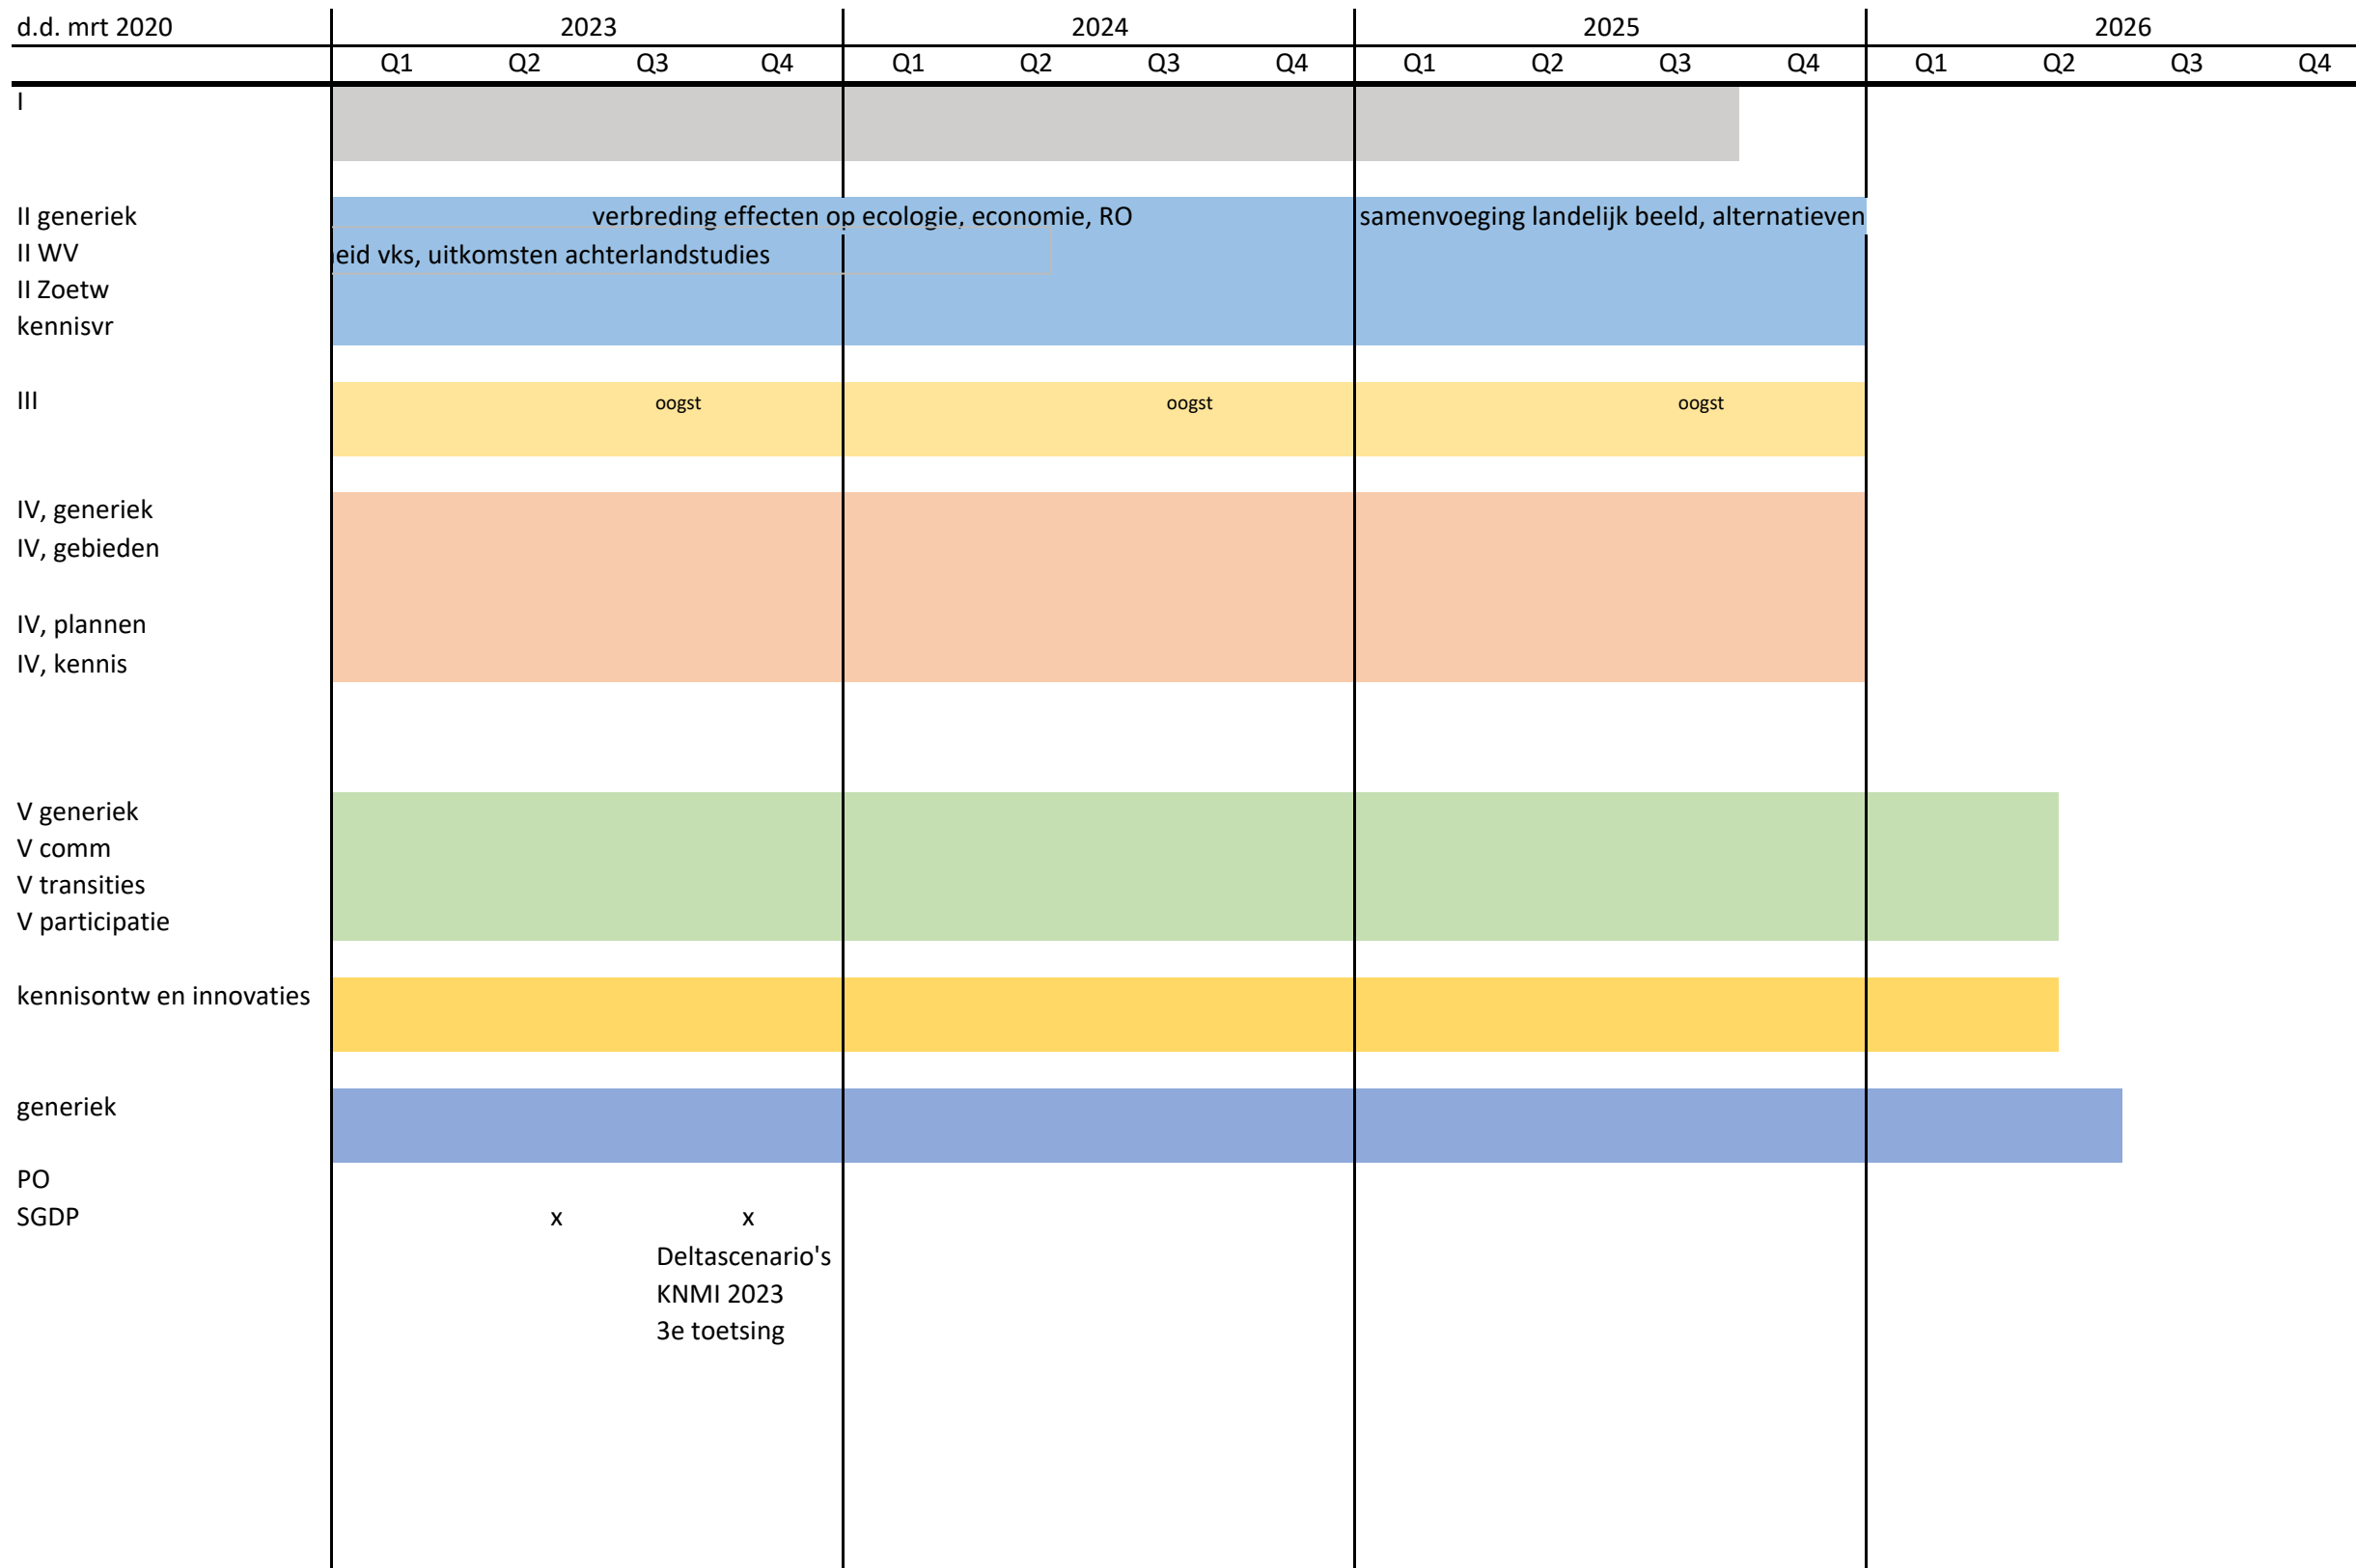 d.d. mrt 2020 2023 2024 2025 2026
Q1 Q2 Q3 Q4 Q1 Q2 Q3 Q4 Q1 Q2 Q3 Q4 Q1 Q2 Q3 Q4
I
II generiek verbreding effecten op ecologie, economie, RO samenvoeging landelijk beeld, alternatieven
II WV eid vks, uitkomsten achterlandstudies
II Zoetw
kennisvr
III oogst oogst oogst
IV, generiek
IV, gebieden
IV, plannen
IV, kennis
V generiek
V comm
V transities
V participatie
kennisontw en innovaties
generiek
PO
SGDP x x
Deltascenario's
KNMI 2023
3e toetsing